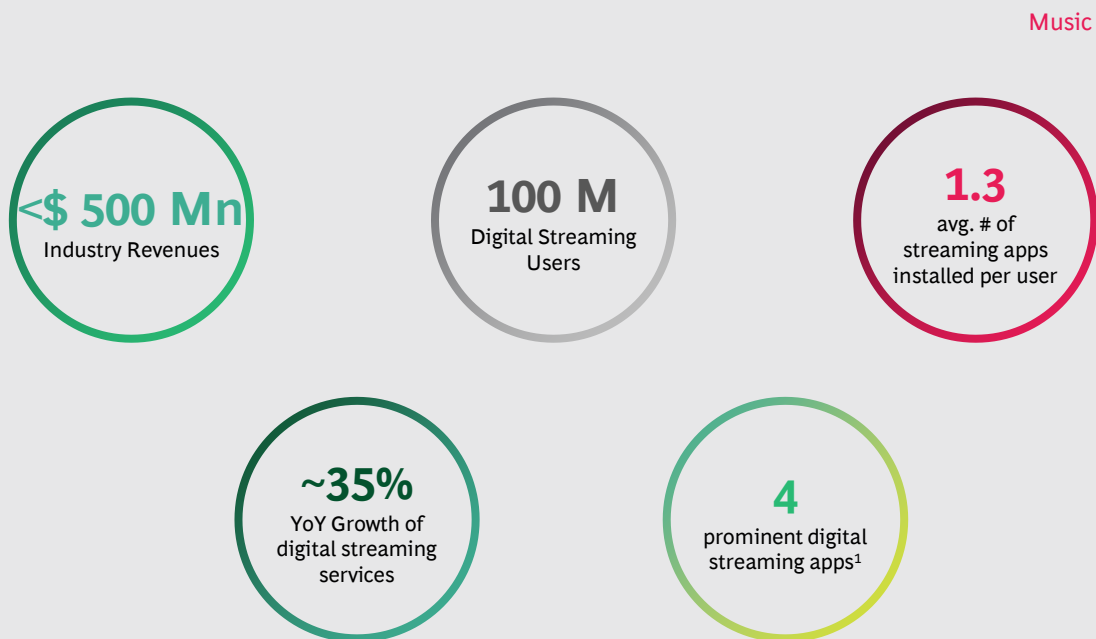 Music
<$ 500 Mn
Industry Revenues
100 M
Digital Streaming
Users
1.3
avg. # of
streaming apps
installed per user
~35%
YoY Growth of
digital streaming
services
4
prominent digital
streaming apps¹